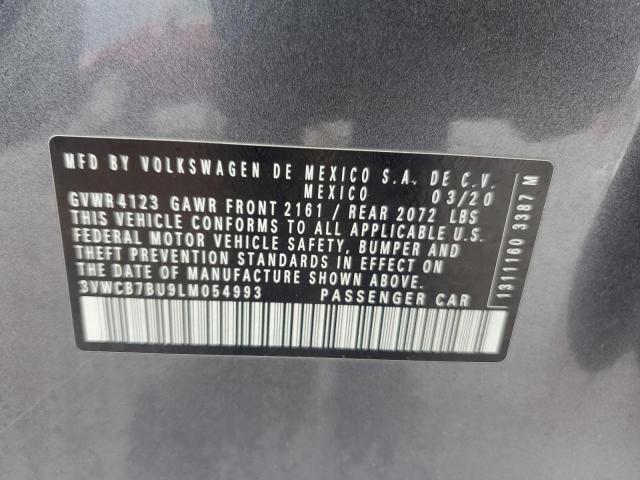 MFD BY VOLKSWAGEN DE MEXICO S.A. DE C.V.
MEXICO 03/20
GVWR4123 GAWR FRONT 2161 / REAR 2072 LBS
THIS VEHICLE CONFORMS TO ALL APPLICABLE U.S.
FEDERAL MOTOR VEHICLE SAFETY, BUMPER AND
THEFT PREVENTION STANDARDS IN EFFECT ON
THE DATE OF MANUFACTURE SHOWN ABOVE.
3VWCB7BU9LM054993 PASSENGER CAR
1311160 3387 M